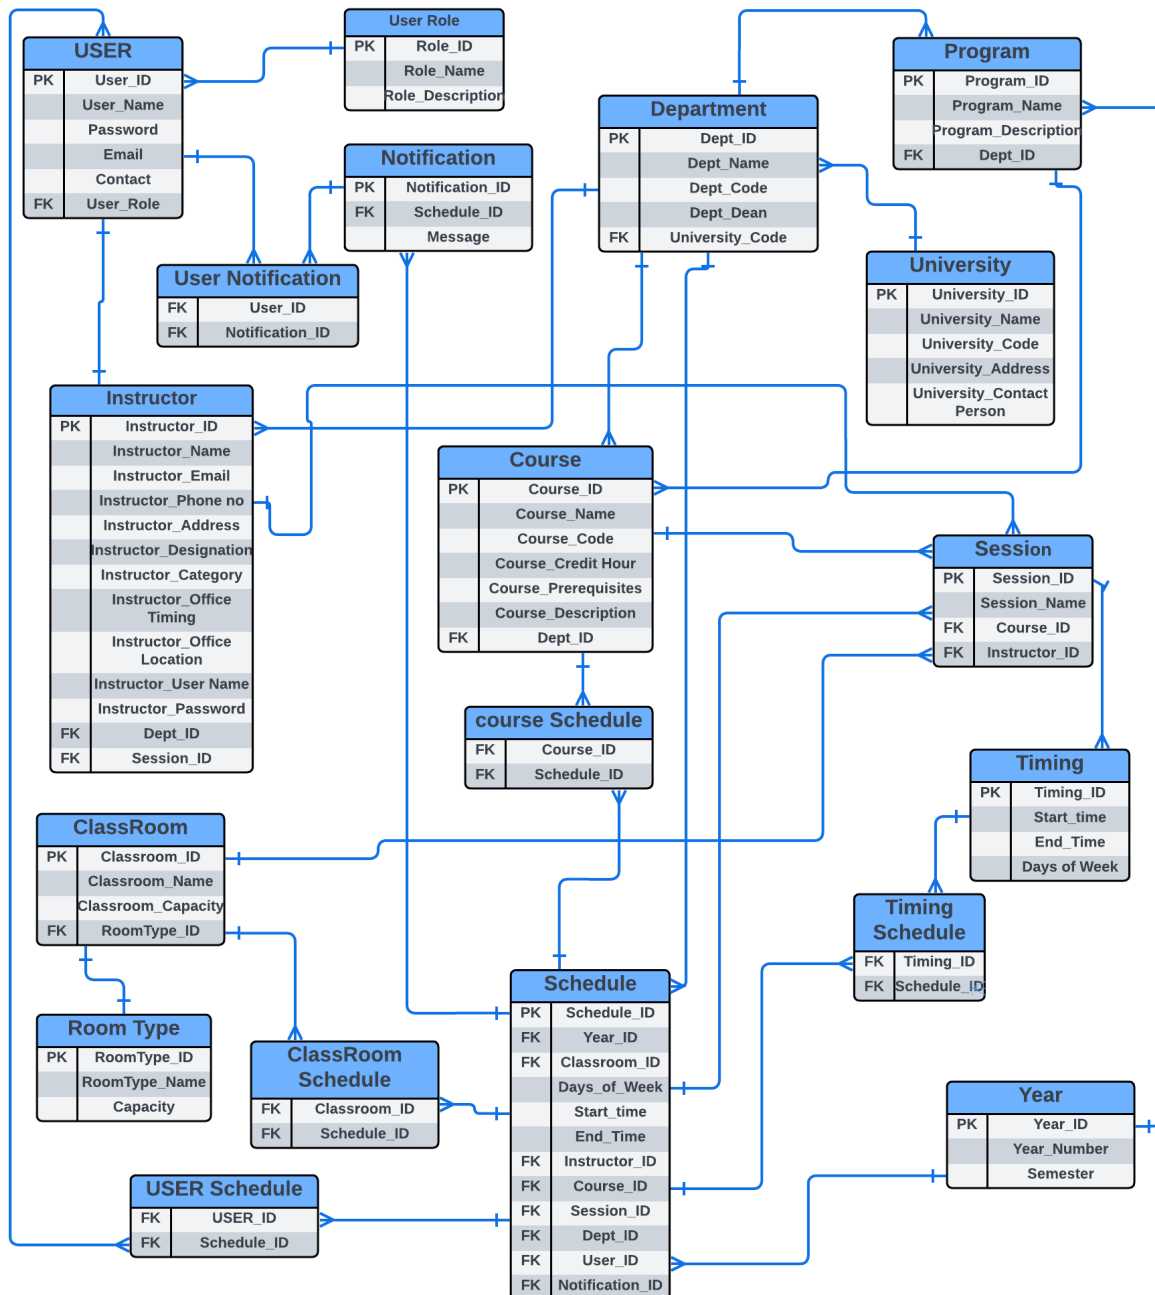 USER
PK User_ID
User_Name
Password
Email
Contact
FK User_Role
User Role
PK Role_ID
Role_Name
Role_Description
Notification
PK Notification_ID
FK Schedule_ID
Message
User Notification
FK User_ID
FK Notification_ID
Department
PK Dept_ID
Dept_Name
Dept_Code
Dept_Dean
FK University_Code
Program
PK Program_ID
Program_Name
Program_Description
FK Dept_ID
University
PK University_ID
University_Name
University_Code
University_Address
University_Contact
Person
Instructor
PK Instructor_ID
Instructor_Name
Instructor_Email
Instructor_Phone no
Instructor_Address
Instructor_Designation
Instructor_Category
Instructor_Office
Timing
Instructor_Office
Location
Instructor_User Name
Instructor_Password
FK Dept_ID
FK Session_ID
Course
PK Course_ID
Course_Name
Course_Code
Course_Credit Hour
Course_Prerequisites
Course_Description
FK Dept_ID
Session
PK Session_ID
Session_Name
FK Course_ID
FK Instructor_ID
course Schedule
FK Course_ID
FK Schedule_ID
Timing
PK Timing_ID
Start_time
End_Time
Days of Week
ClassRoom
PK Classroom_ID
Classroom_Name
Classroom_Capacity
FK RoomType_ID
Timing
Schedule
FK Timing_ID
FK Schedule_ID
Room Type
PK RoomType_ID
RoomType_Name
Capacity
ClassRoom
Schedule
FK Classroom_ID
FK Schedule_ID
Schedule
PK Schedule_ID
FK Year_ID
FK Classroom_ID
Days_of_Week
Start_time
End_Time
FK Instructor_ID
FK Course_ID
FK Session_ID
FK Dept_ID
FK User_ID
FK Notification_ID
Year
PK Year_ID
Year_Number
Semester
USER Schedule
FK USER_ID
FK Schedule_ID